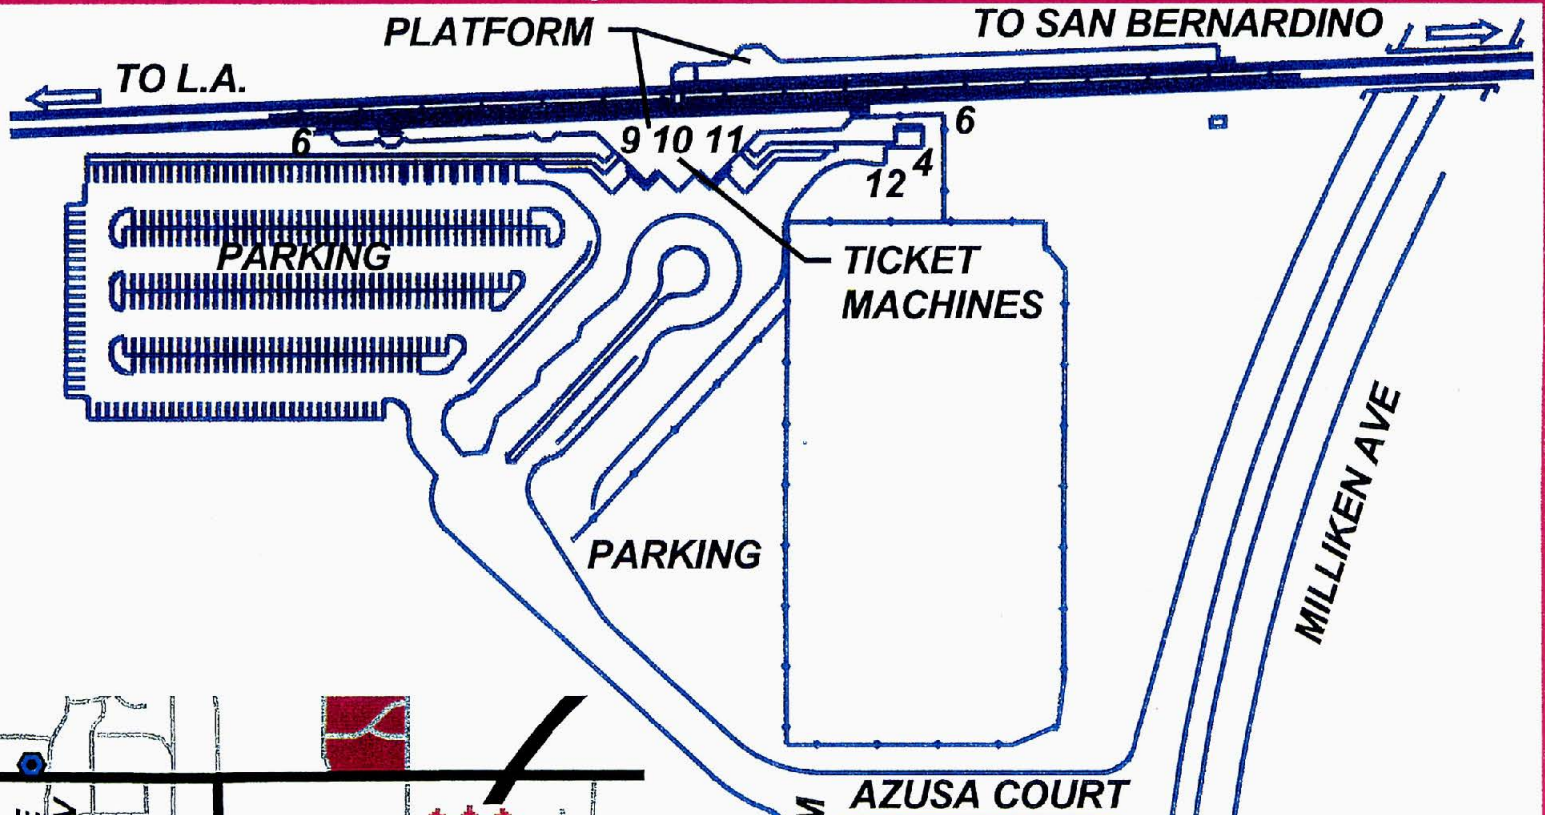 PLATFORM
TO SAN BERNARDINO
TO L.A.
6
9 10 11
6
4
12
PARKING
TICKET
MACHINES
MILLIKEN AVE
PARKING
AZUSA COURT